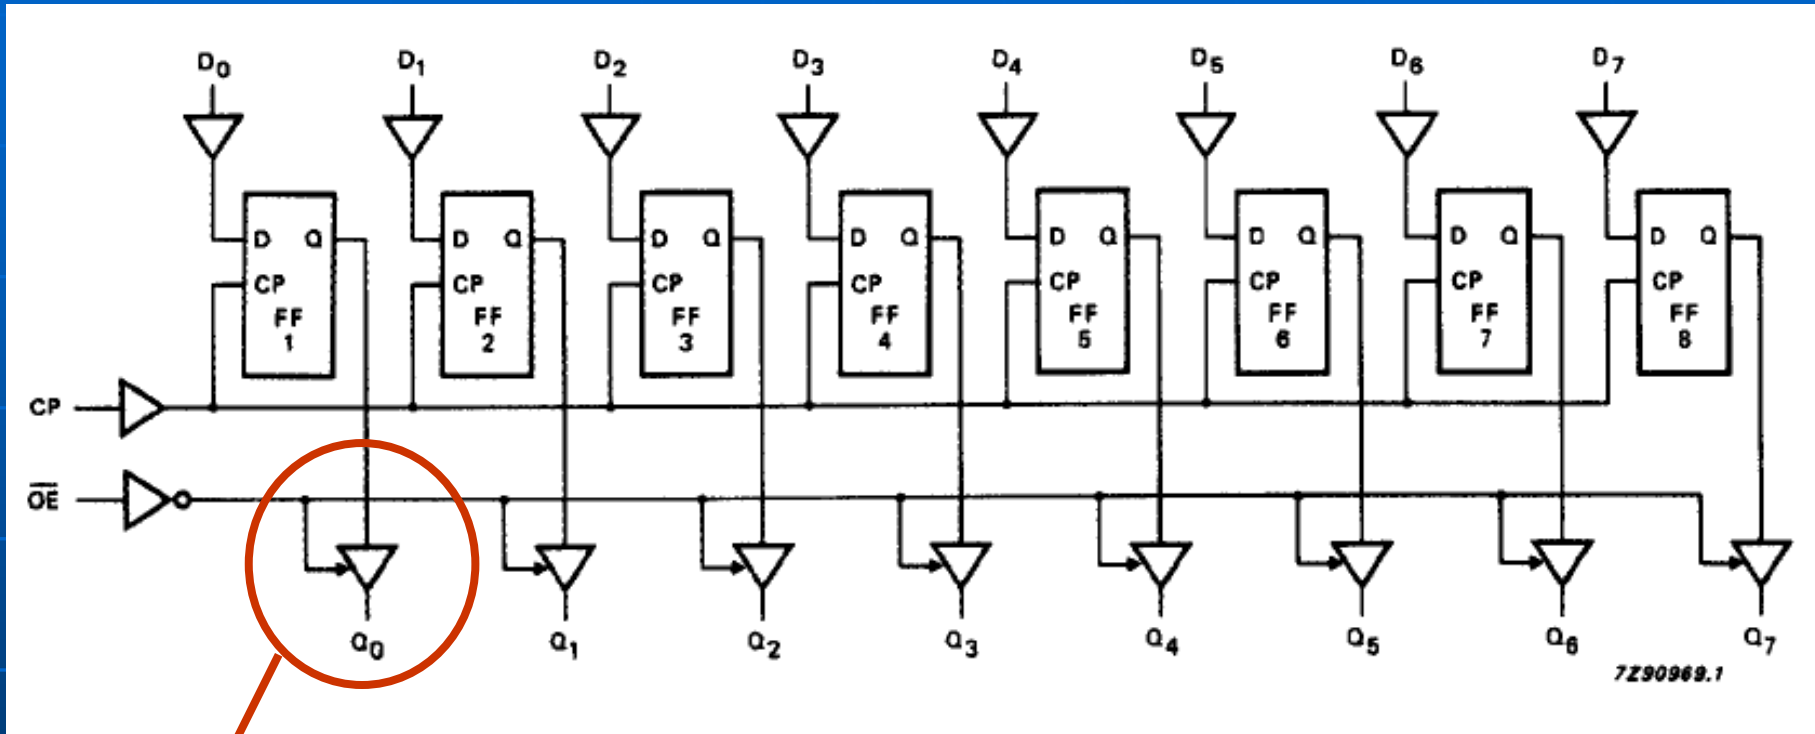 D0 D1 D2 D3 D4 D5 D6 D7
D Q D Q D Q D Q D Q D Q D Q D Q
CP CP CP CP CP CP CP CP
FF FF FF FF FF FF FF FF
1 2 3 4 5 6 7 8
CP
O̅E̅
Q0 Q1 Q2 Q3 Q4 Q5 Q6 Q7
7Z90969.1